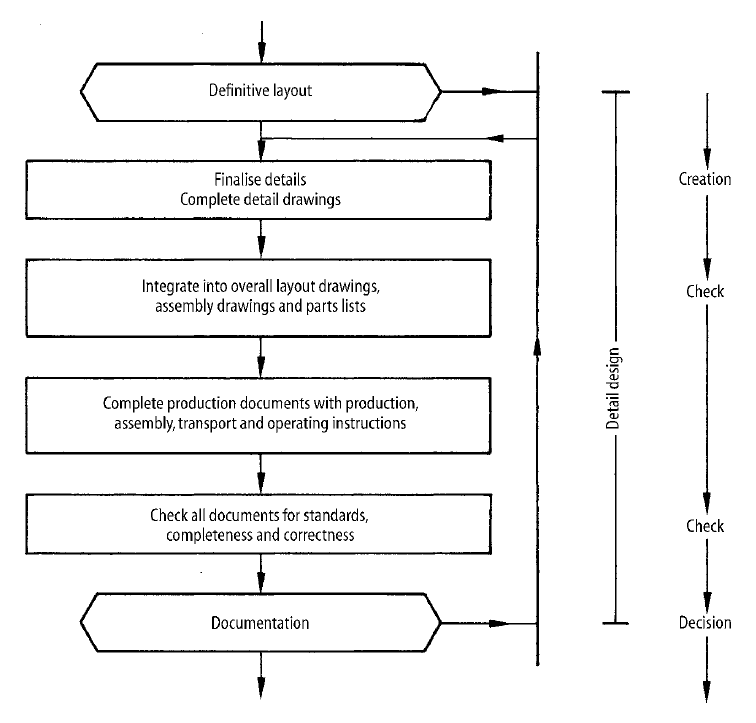 Definitive layout
Finalise details
Complete detail drawings
Creation
Integrate into overall layout drawings,
assembly drawings and parts lists
Check
Detail design
Complete production documents with production,
assembly, transport and operating instructions
Check all documents for standards,
completeness and correctness
Check
Documentation
Decision